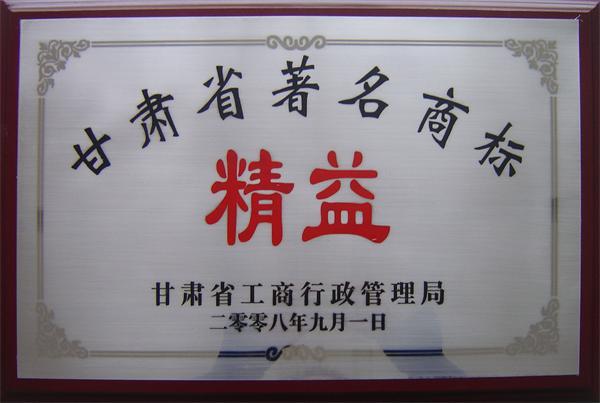 甘肃省著名商标
精益
甘肃省工商行政管理局
二零零八年九月一日